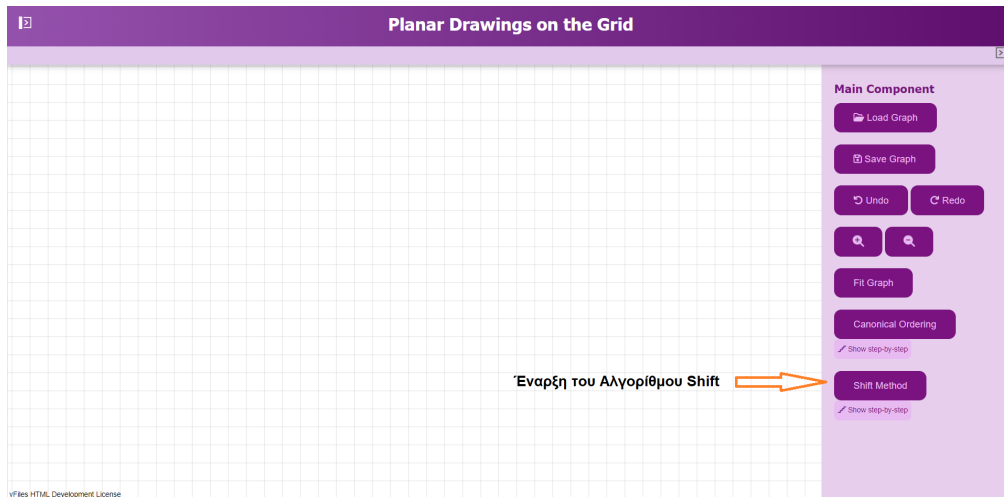 Planar Drawings on the Grid
Main Component
Load Graph
Save Graph
Undo Redo
Fit Graph
Canonical Ordering
Show step-by-step
Έναρξη του Αλγορίθμου Shift
Shift Method
Show step-by-step
yFiles HTML Development License